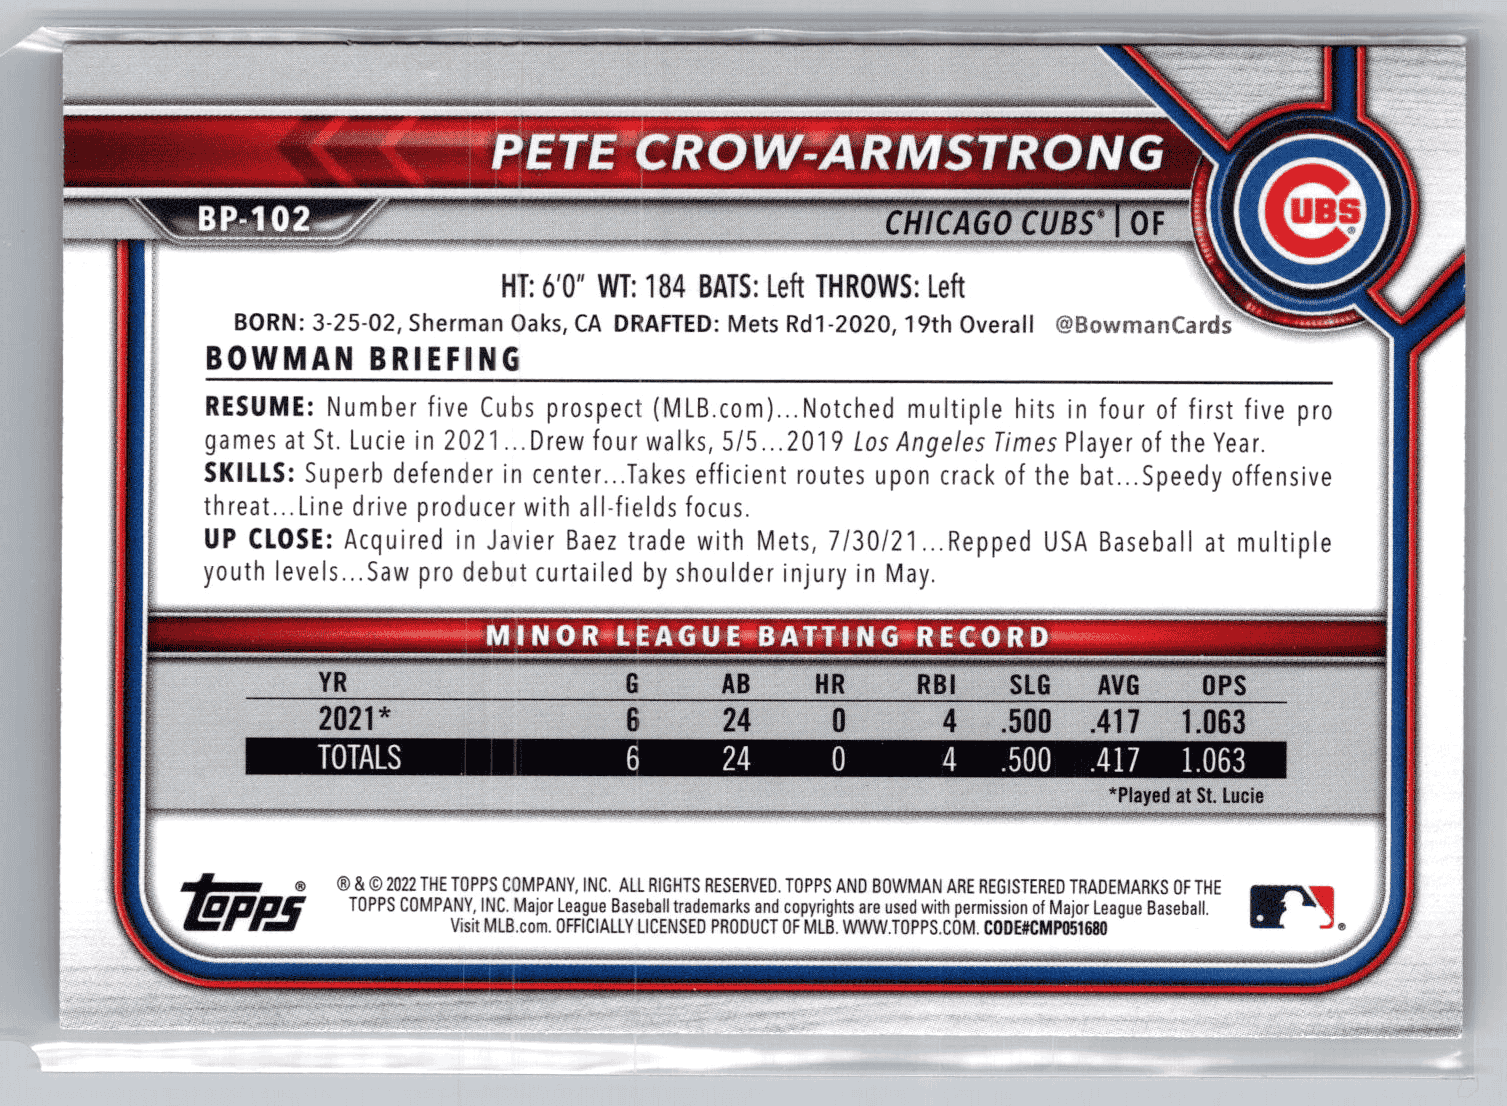 PETE CROW-ARMSTRONG
BP-102
CHICAGO CUBS® | OF
CUBS®
HT: 6'0" WT: 184 BATS: Left THROWS: Left
BORN: 3-25-02, Sherman Oaks, CA DRAFTED: Mets Rd1-2020, 19th Overall @BowmanCards
BOWMAN BRIEFING
RESUME: Number five Cubs prospect (MLB.com)...Notched multiple hits in four of first five pro
games at St. Lucie in 2021...Drew four walks, 5/5...2019 Los Angeles Times Player of the Year.
SKILLS: Superb defender in center...Takes efficient routes upon crack of the bat...Speedy offensive
threat...Line drive producer with all-fields focus.
UP CLOSE: Acquired in Javier Baez trade with Mets, 7/30/21...Repped USA Baseball at multiple
youth levels...Saw pro debut curtailed by shoulder injury in May.
MINOR LEAGUE BATTING RECORD
YR G AB HR RBI SLG AVG OPS
2021* 6 24 0 4 .500 .417 1.063
TOTALS 6 24 0 4 .500 .417 1.063
*Played at St. Lucie
Topps®
® & © 2022 THE TOPPS COMPANY, INC. ALL RIGHTS RESERVED. TOPPS AND BOWMAN ARE REGISTERED TRADEMARKS OF THE
TOPPS COMPANY, INC. Major League Baseball trademarks and copyrights are used with permission of Major League Baseball.
Visit MLB.com. OFFICIALLY LICENSED PRODUCT OF MLB. WWW.TOPPS.COM. CODE#CMP051680
®